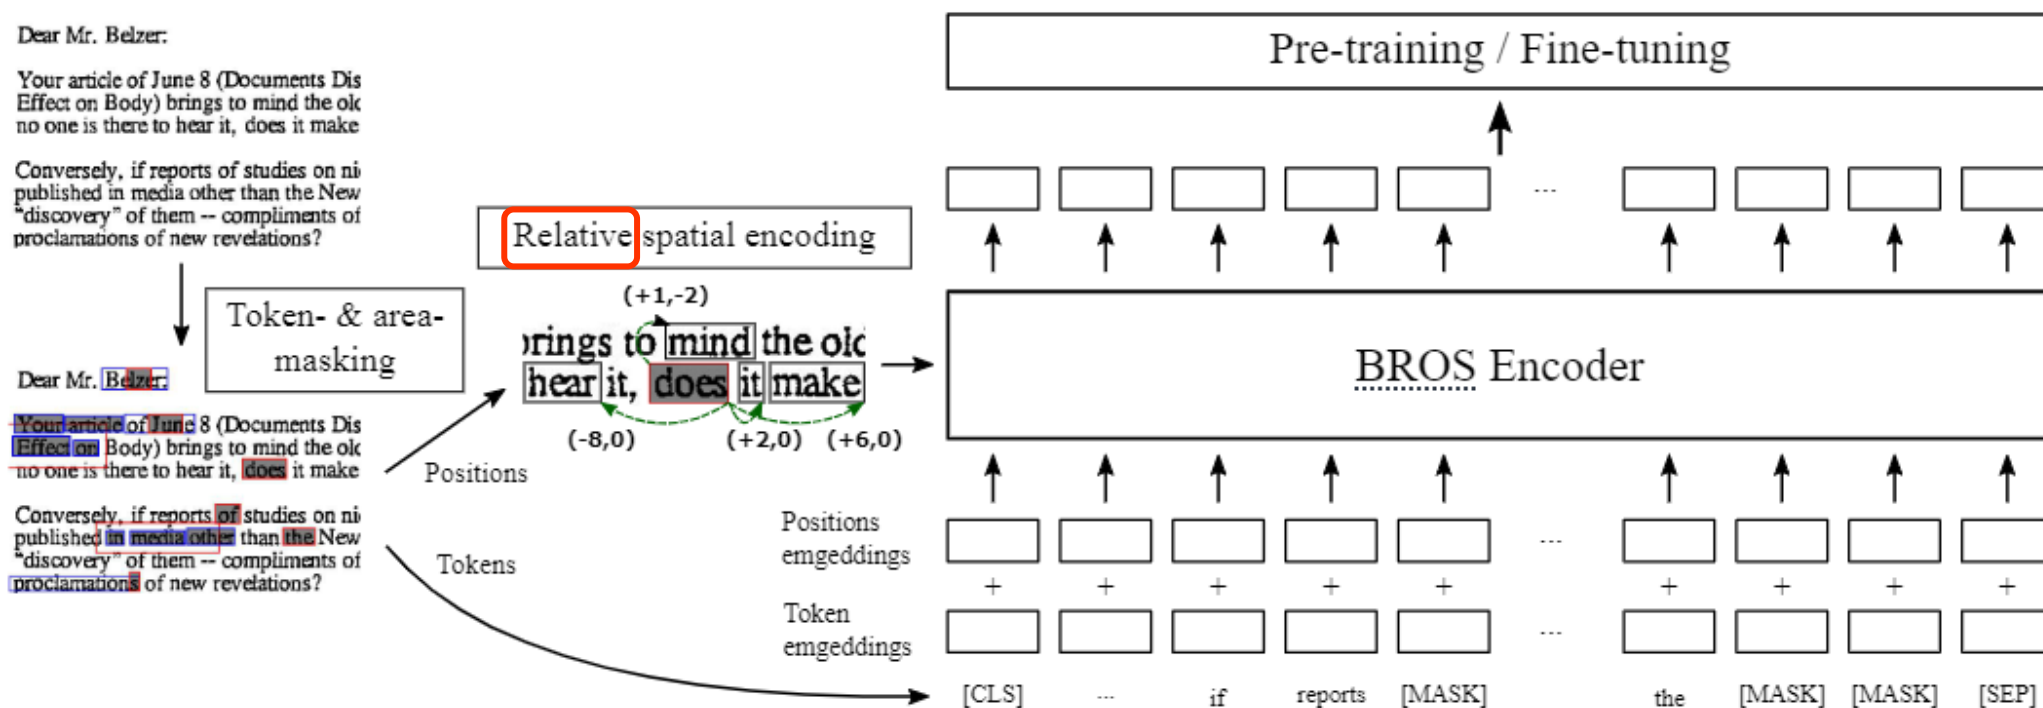 Dear Mr. Belzer:
Your article of June 8 (Documents Dis
Effect on Body) brings to mind the old
no one is there to hear it, does it make
Conversely, if reports of studies on ni
published in media other than the New
"discovery" of them -- compliments of
proclamations of new revelations?
Token- & area-
masking
Dear Mr. Belzer:
Your article of June 8 (Documents Dis
Effect on Body) brings to mind the old
no one is there to hear it, does it make
Conversely, if reports of studies on ni
published in media other than the New
"discovery" of them -- compliments of
proclamations of new revelations?
Positions
Tokens
Relative spatial encoding
(+1,-2)
brings to mind the old
hear it, does it make
(-8,0) (+2,0) (+6,0)
Pre-training / Fine-tuning
...
BROS Encoder
Positions
emgeddings
...
+ + + + + + + + +
Token
emgeddings
...
[CLS] ... if reports [MASK] the [MASK] [MASK] [SEP]